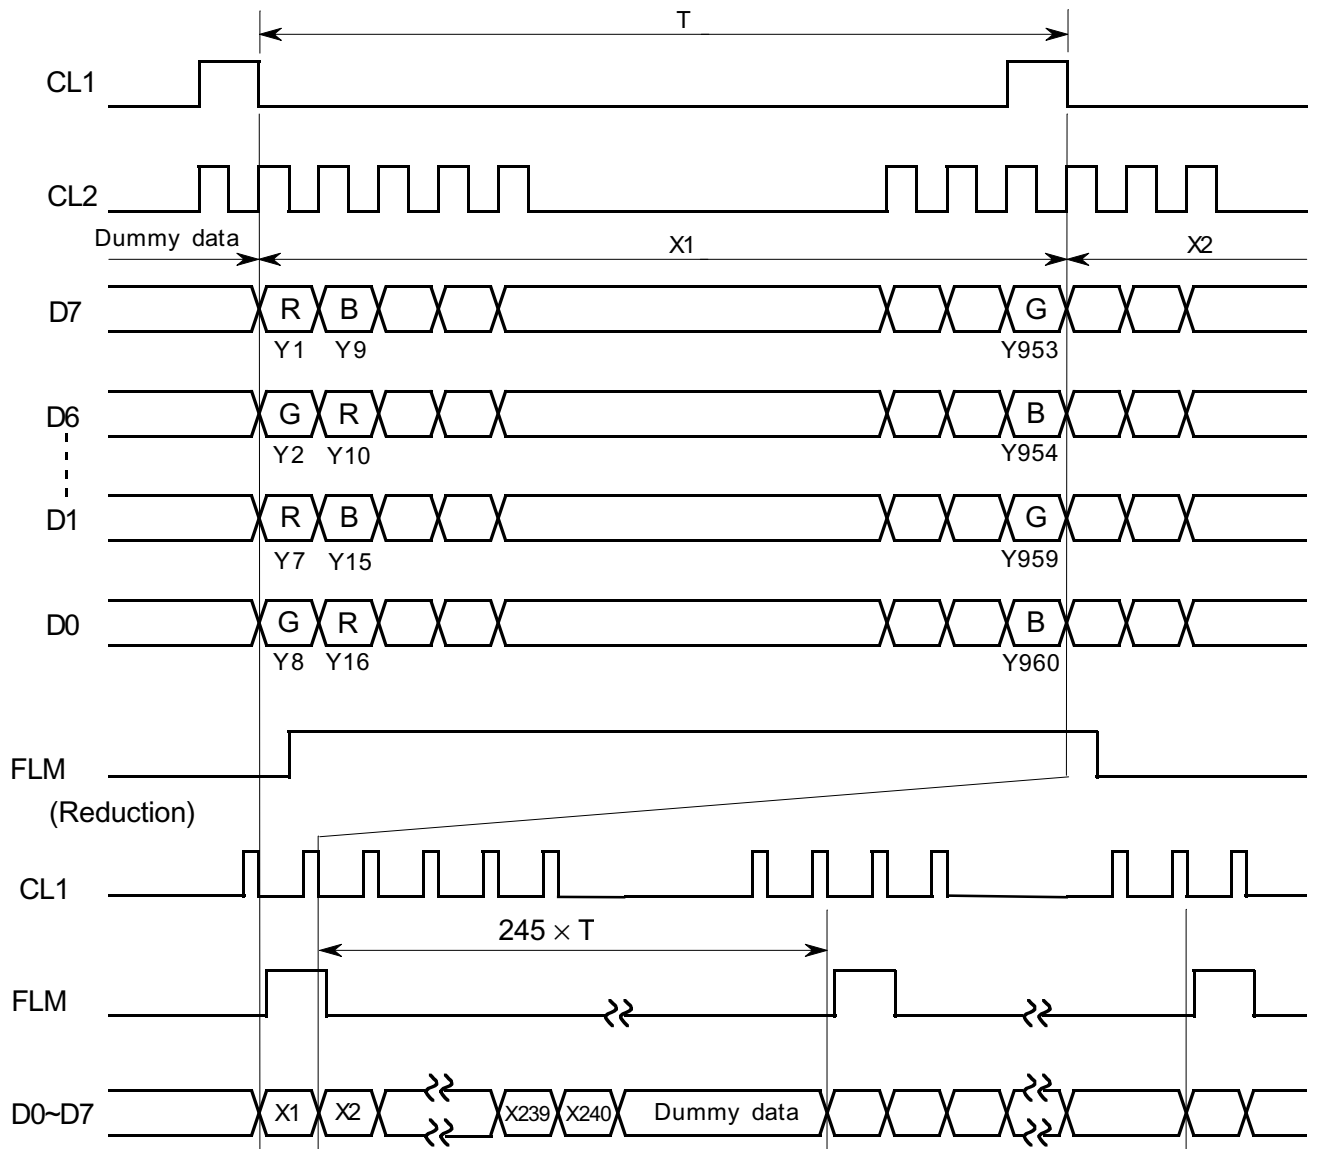 T
CL1
CL2
Dummy data X1 X2
D7 R B G
Y1 Y9 Y953
D6 G R B
Y2 Y10 Y954
D1 R B G
Y7 Y15 Y959
D0 G R B
Y8 Y16 Y960
FLM
(Reduction)
CL1
245 × T
FLM
D0~D7 X1 X2 X239 X240 Dummy data